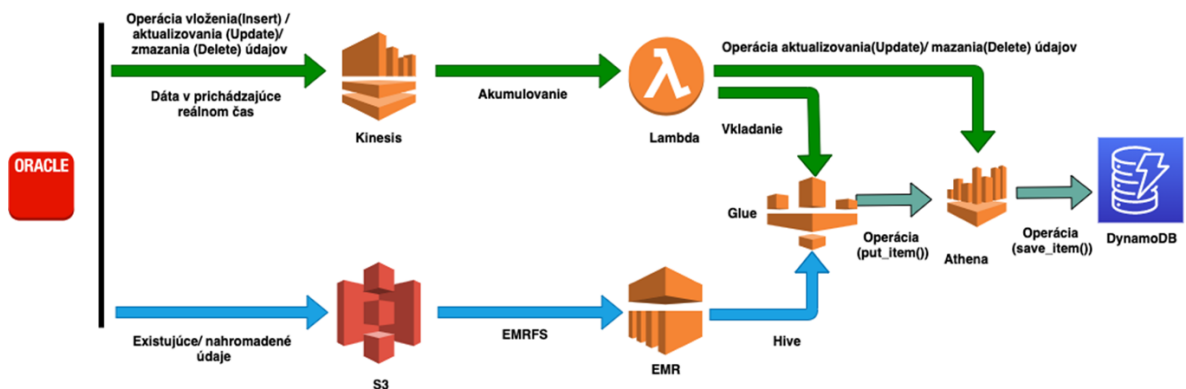 Operácia vloženia(Insert) /
aktualizovania (Update)/
zmazania (Delete) údajov
Dáta v prichádzajúce
reálnom čas
Kinesis
Akumulovanie
Lambda
Operácia aktualizovania(Update)/ mazania(Delete) údajov
Vkladanie
ORACLE
Glue
Operácia
(put_item())
Athena
Operácia
(save_item())
DynamoDB
Existujúce/ nahromadené
údaje
S3
EMRFS
EMR
Hive